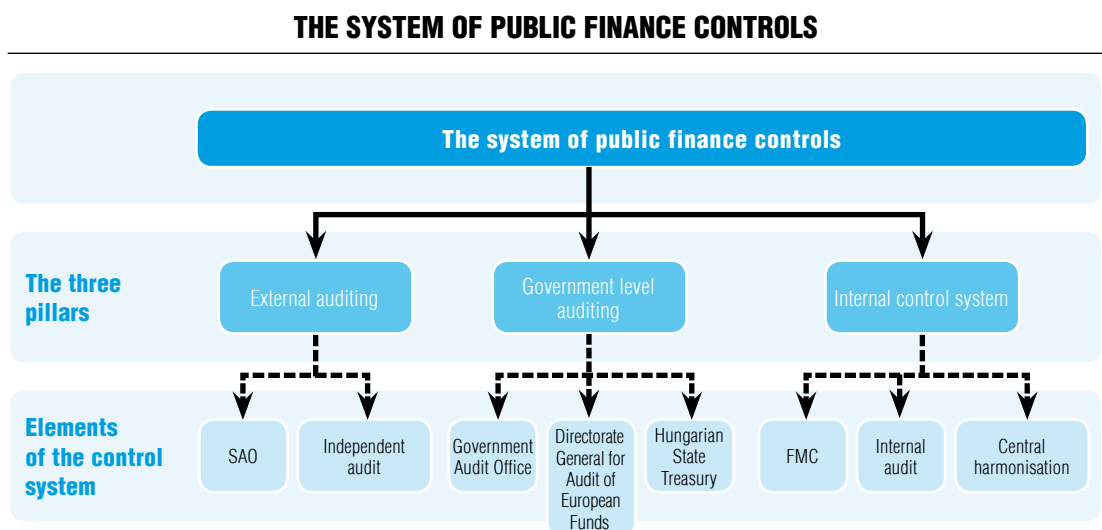 THE SYSTEM OF PUBLIC FINANCE CONTROLS
The system of public finance controls
The three
pillars
External auditing
Government level
auditing
Internal control system
Elements
of the control
system
SAO
Independent
audit
Government
Audit Office
Directorate
General for
Audit of
European
Funds
Hungarian
State
Treasury
FMC
Internal
audit
Central
harmonisation